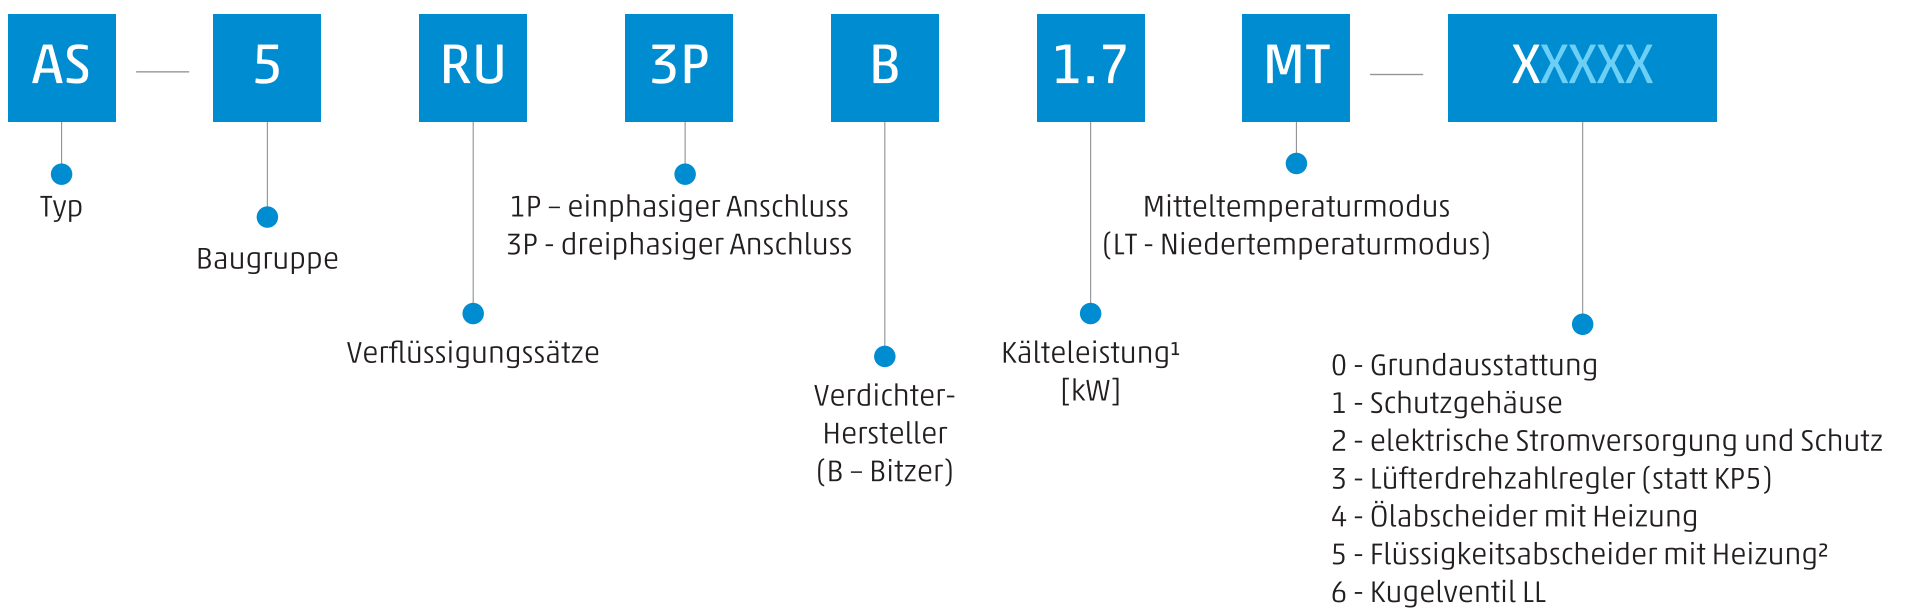 AS — 5 RU 3P B 1.7 MT — XXXXX
Typ
Baugruppe
Verflüssigungssätze
1P – einphasiger Anschluss
3P - dreiphasiger Anschluss
Verdichter-
Hersteller
(B – Bitzer)
Kälteleistung¹
[kW]
Mitteltemperaturmodus
(LT - Niedertemperaturmodus)
0 - Grundausstattung
1 - Schutzgehäuse
2 - elektrische Stromversorgung und Schutz
3 - Lüfterdrehzahlregler (statt KP5)
4 - Ölabscheider mit Heizung
5 - Flüssigkeitsabscheider mit Heizung²
6 - Kugelventil LL